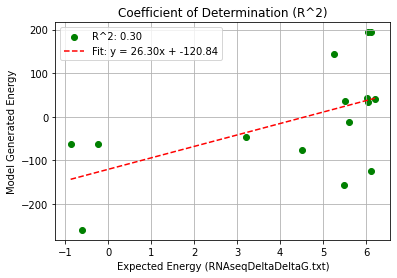 Coefficient of Determination (R^2)
R^2: 0.30
Fit: y = 26.30x + -120.84
200
100
0
−100
−200
Model Generated Energy
−1
0
1
2
3
4
5
6
Expected Energy (RNAseqDeltaDeltaG.txt)